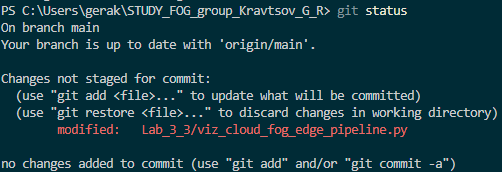 PS C:\Users\gerak\STUDY_FOG_group_Kravtsov_G_R> git status
On branch main
Your branch is up to date with 'origin/main'.

Changes not staged for commit:
  (use "git add <file>..." to update what will be committed)
  (use "git restore <file>..." to discard changes in working directory)
        modified:   Lab_3_3/viz_cloud_fog_edge_pipeline.py

no changes added to commit (use "git add" and/or "git commit -a")